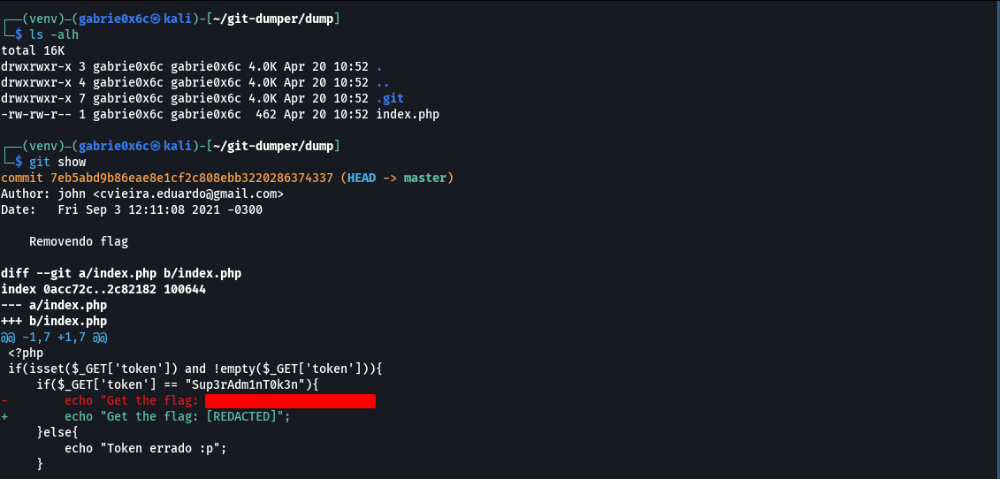 ┌──(venv)─(gabrie0x6c㉿kali)-[~/git-dumper/dump]
└─$ ls -alh
total 16K
drwxrwxr-x 3 gabrie0x6c gabrie0x6c 4.0K Apr 20 10:52 .
drwxrwxr-x 4 gabrie0x6c gabrie0x6c 4.0K Apr 20 10:52 ..
drwxrwxr-x 7 gabrie0x6c gabrie0x6c 4.0K Apr 20 10:52 .git
-rw-rw-r-- 1 gabrie0x6c gabrie0x6c  462 Apr 20 10:52 index.php
┌──(venv)─(gabrie0x6c㉿kali)-[~/git-dumper/dump]
└─$ git show
commit 7eb5abd9b86eae8e1cf2c808ebb3220286374337 (HEAD -> master)
Author: john <cvieira.eduardo@gmail.com>
Date:   Fri Sep 3 12:11:08 2021 -0300
    Removendo flag
diff --git a/index.php b/index.php
index 0acc72c..2c82182 100644
--- a/index.php
+++ b/index.php
@@ -1,7 +1,7 @@
 <?php
 if(isset($_GET['token']) and !empty($_GET['token'])){
     if($_GET['token'] == "Sup3rAdm1nT0k3n"){
-        echo "Get the flag:
+        echo "Get the flag: [REDACTED]";
     }else{
         echo "Token errado :p";
     }